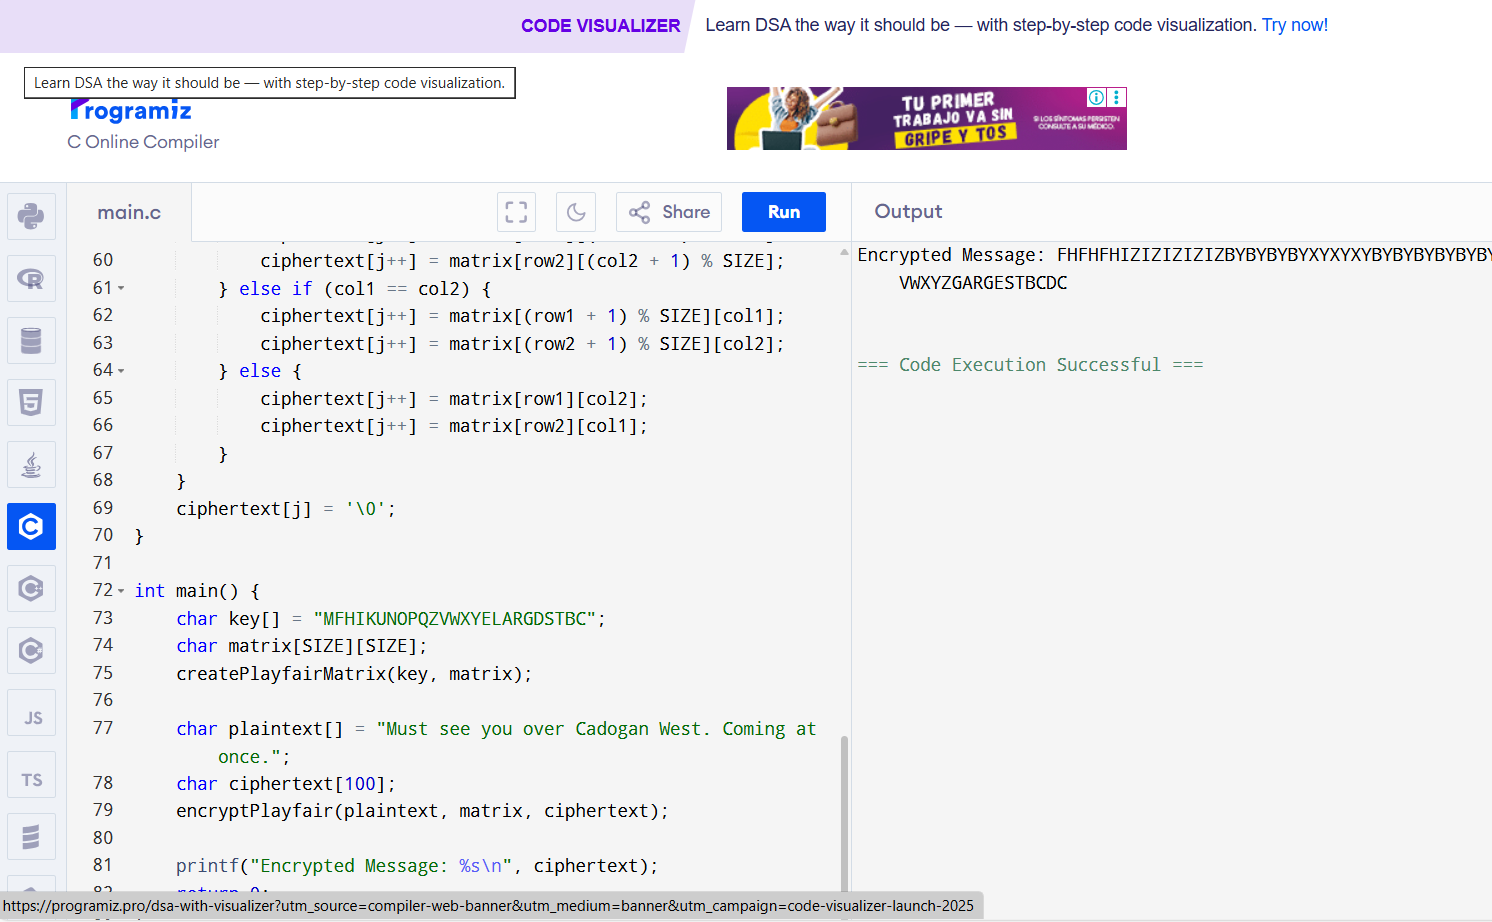 CODE VISUALIZER
Learn DSA the way it should be — with step-by-step code visualization. Try now!
Learn DSA the way it should be — with step-by-step code visualization.
Programiz
C Online Compiler
TU PRIMER
TRABAJO VA SIN
GRIPE Y TOS
SI LOS SÍNTOMAS PERSISTEN
CONSULTE A SU MÉDICO.
main.c
Share
Run
Output
60 ciphertext[j++] = matrix[row2][(col2 + 1) % SIZE];
61 } else if (col1 == col2) {
62 ciphertext[j++] = matrix[(row1 + 1) % SIZE][col1];
63 ciphertext[j++] = matrix[(row2 + 1) % SIZE][col2];
64 } else {
65 ciphertext[j++] = matrix[row1][col2];
66 ciphertext[j++] = matrix[row2][col1];
67 }
68 }
69 ciphertext[j] = '\0';
70 }
71
72 int main() {
73 char key[] = "MFHIKUNOPQZVWXYELARGDSTBC";
74 char matrix[SIZE][SIZE];
75 createPlayfairMatrix(key, matrix);
76
77 char plaintext[] = "Must see you over Cadogan West. Coming at
once.";
78 char ciphertext[100];
79 encryptPlayfair(plaintext, matrix, ciphertext);
80
81 printf("Encrypted Message: %s\n", ciphertext);
82 return 0;
Encrypted Message: FHFHFHIZIZIZIZIZBYBYBYBYXYXYXYBYBYBYBYBYBY
VWXYZGARGESTBCDC
=== Code Execution Successful ===
JS
TS
https://programiz.pro/dsa-with-visualizer?utm_source=compiler-web-banner&utm_medium=banner&utm_campaign=code-visualizer-launch-2025